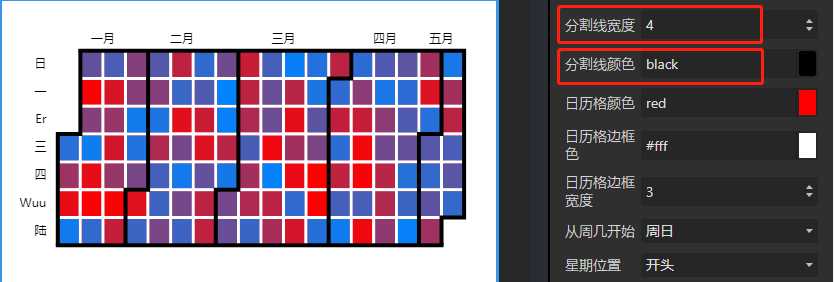 一月 二月 三月 四月 五月
日
一
Er
三
四
Wuu
陆
分割线宽度 4
分割线颜色 black
日历格颜色 red
日历格边框
色 #fff
日历格边框
宽度 3
从周几开始 周日
星期位置 开头